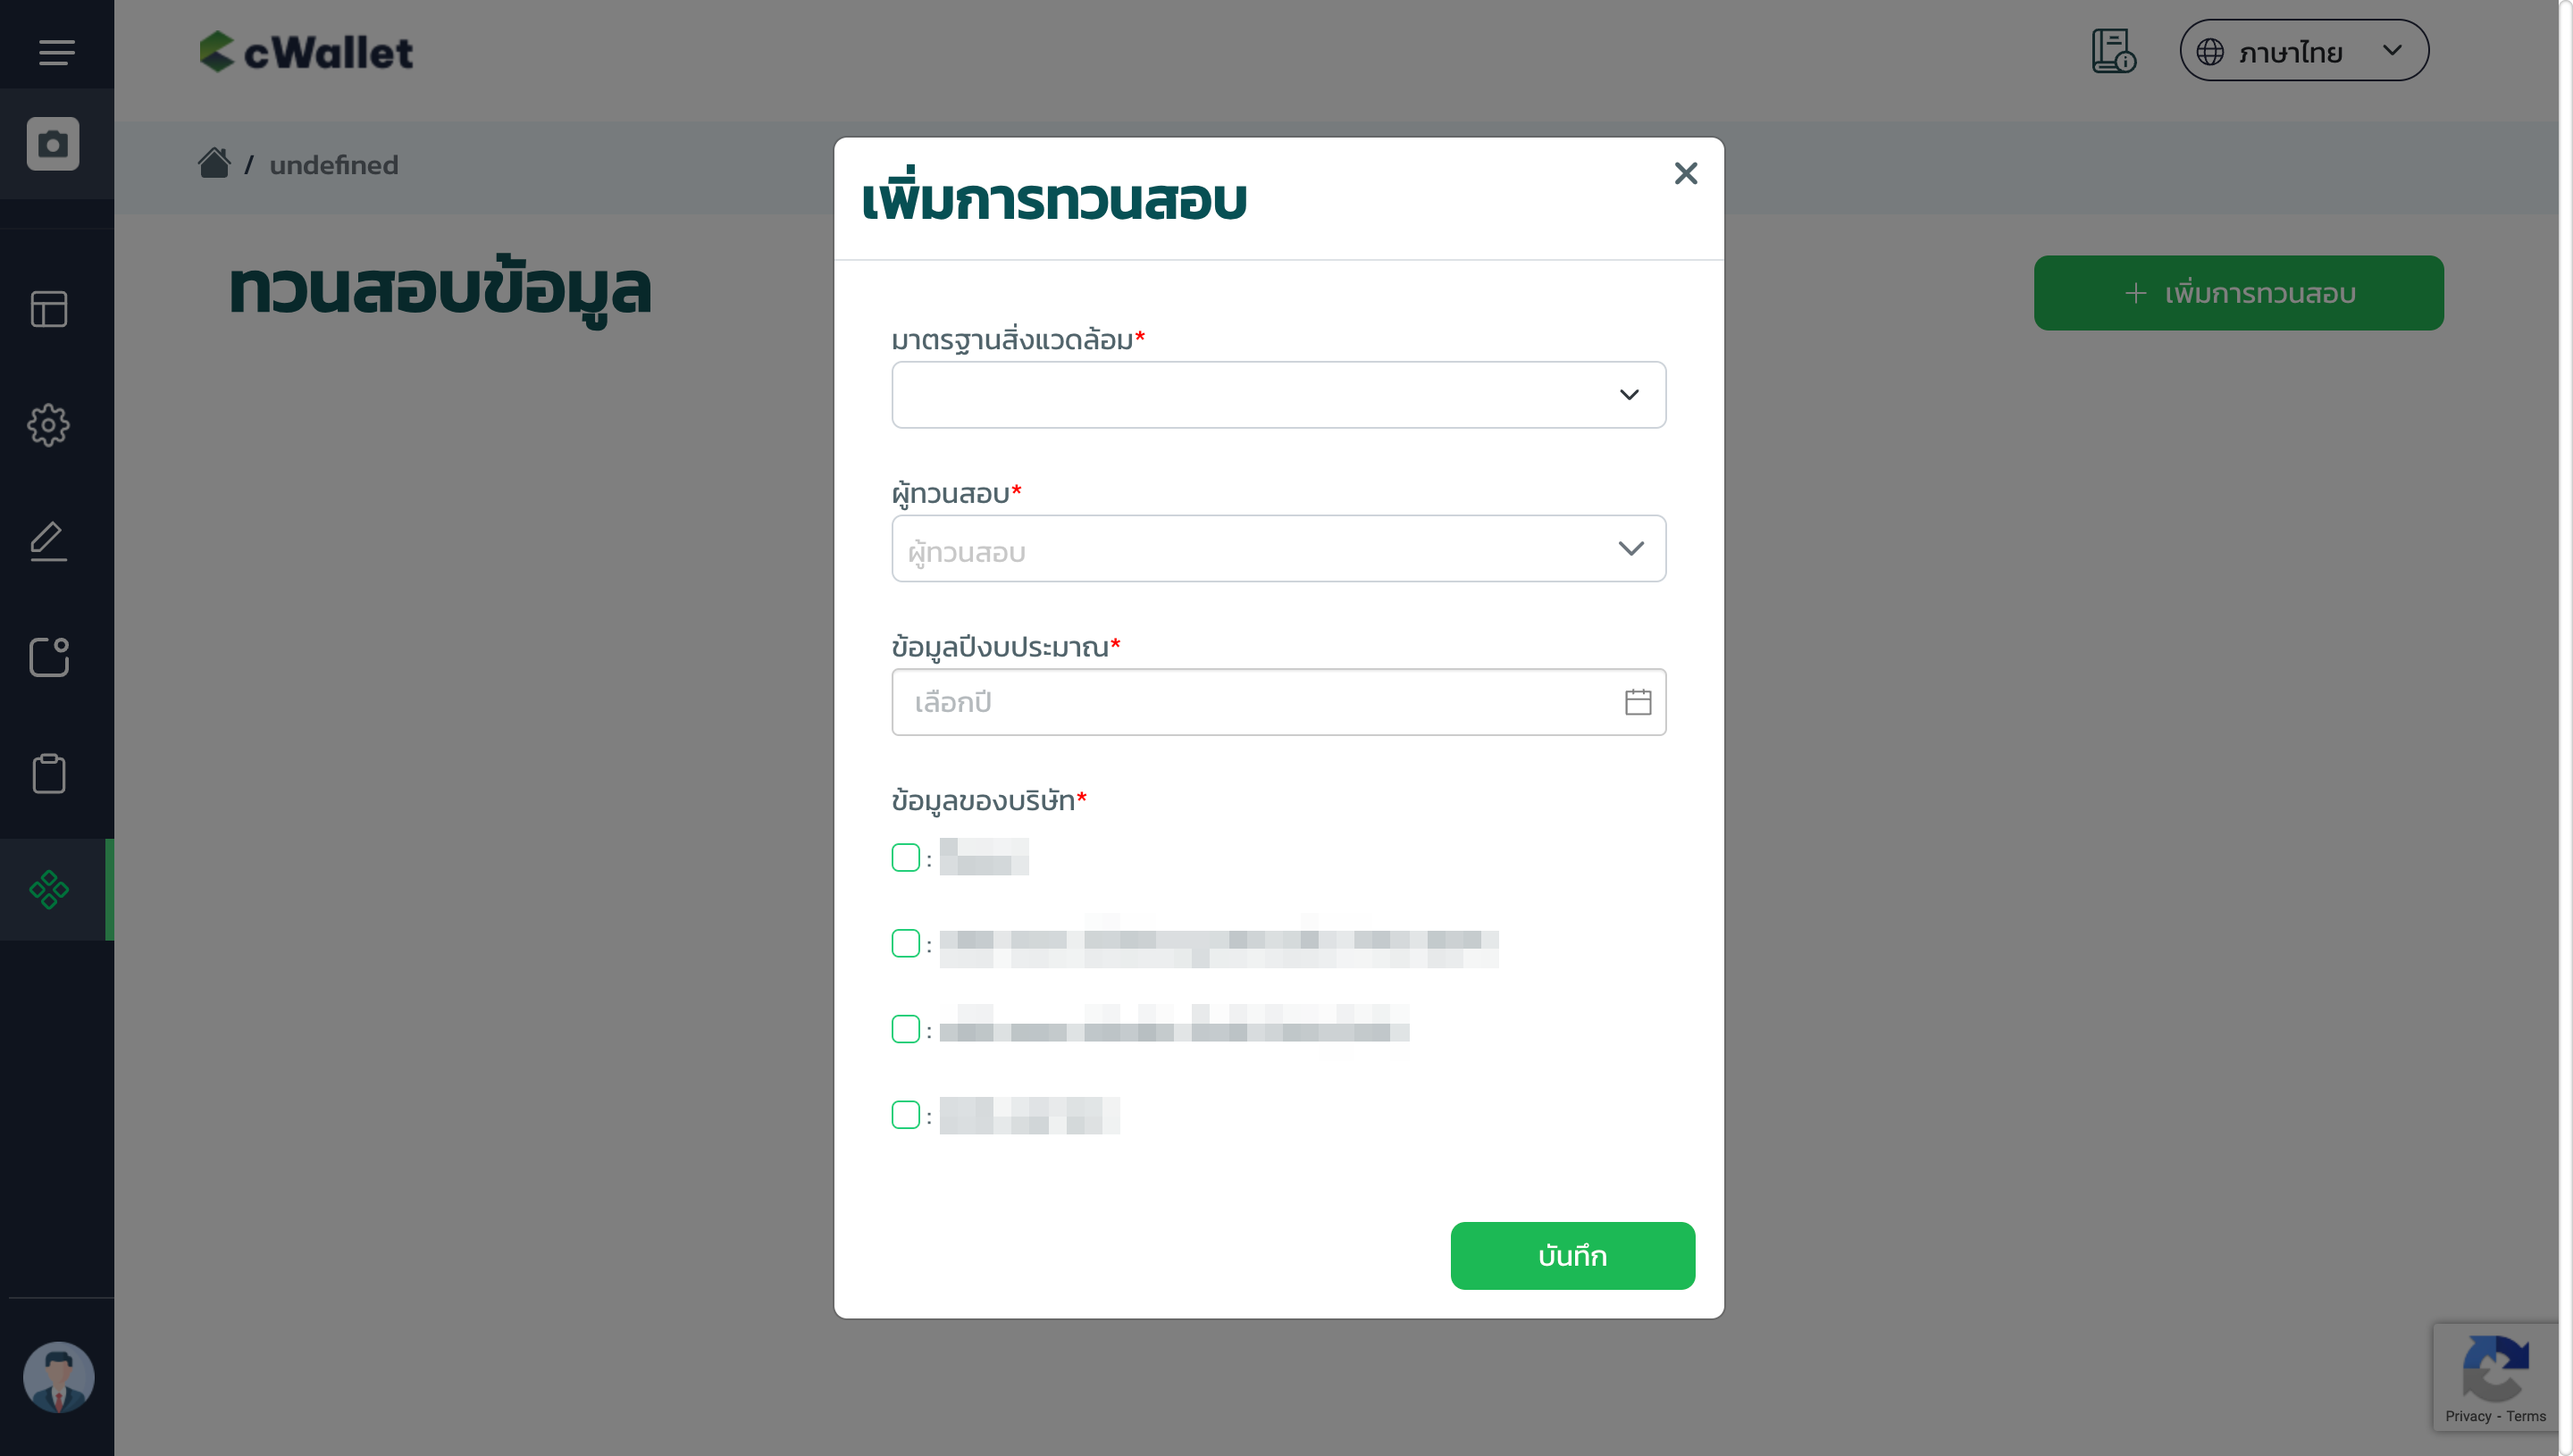 cWallet
ภาษาไทย
/ undefined
ทวนสอบข้อมูล
+ เพิ่มการทวนสอบ
เพิ่มการทวนสอบ
มาตรฐานสิ่งแวดล้อม*
ผู้ทวนสอบ*
ผู้ทวนสอบ
ข้อมูลปีงบประมาณ*
เลือกปี
ข้อมูลของบริษัท*
:
:
:
:
บันทึก
Privacy - Terms